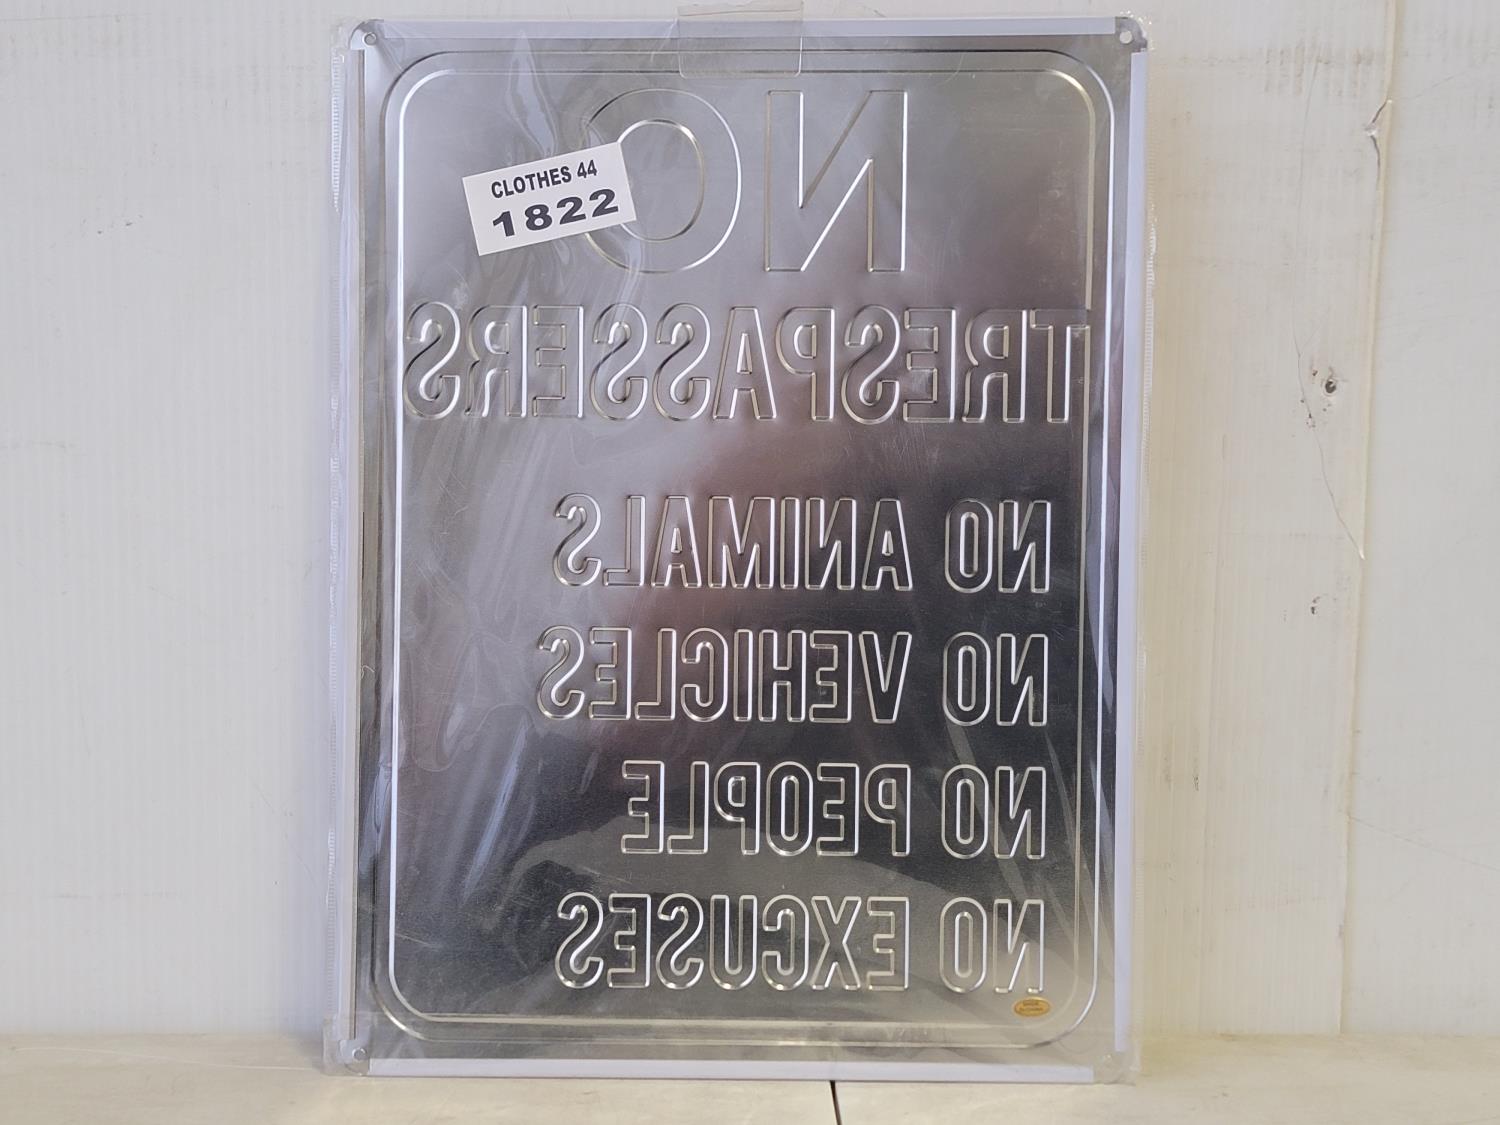 NO
CLOTHES 44
1822
TRESPASSERS
NO ANIMALS
NO VEHICLES
NO PEOPLE
NO EXCUSES